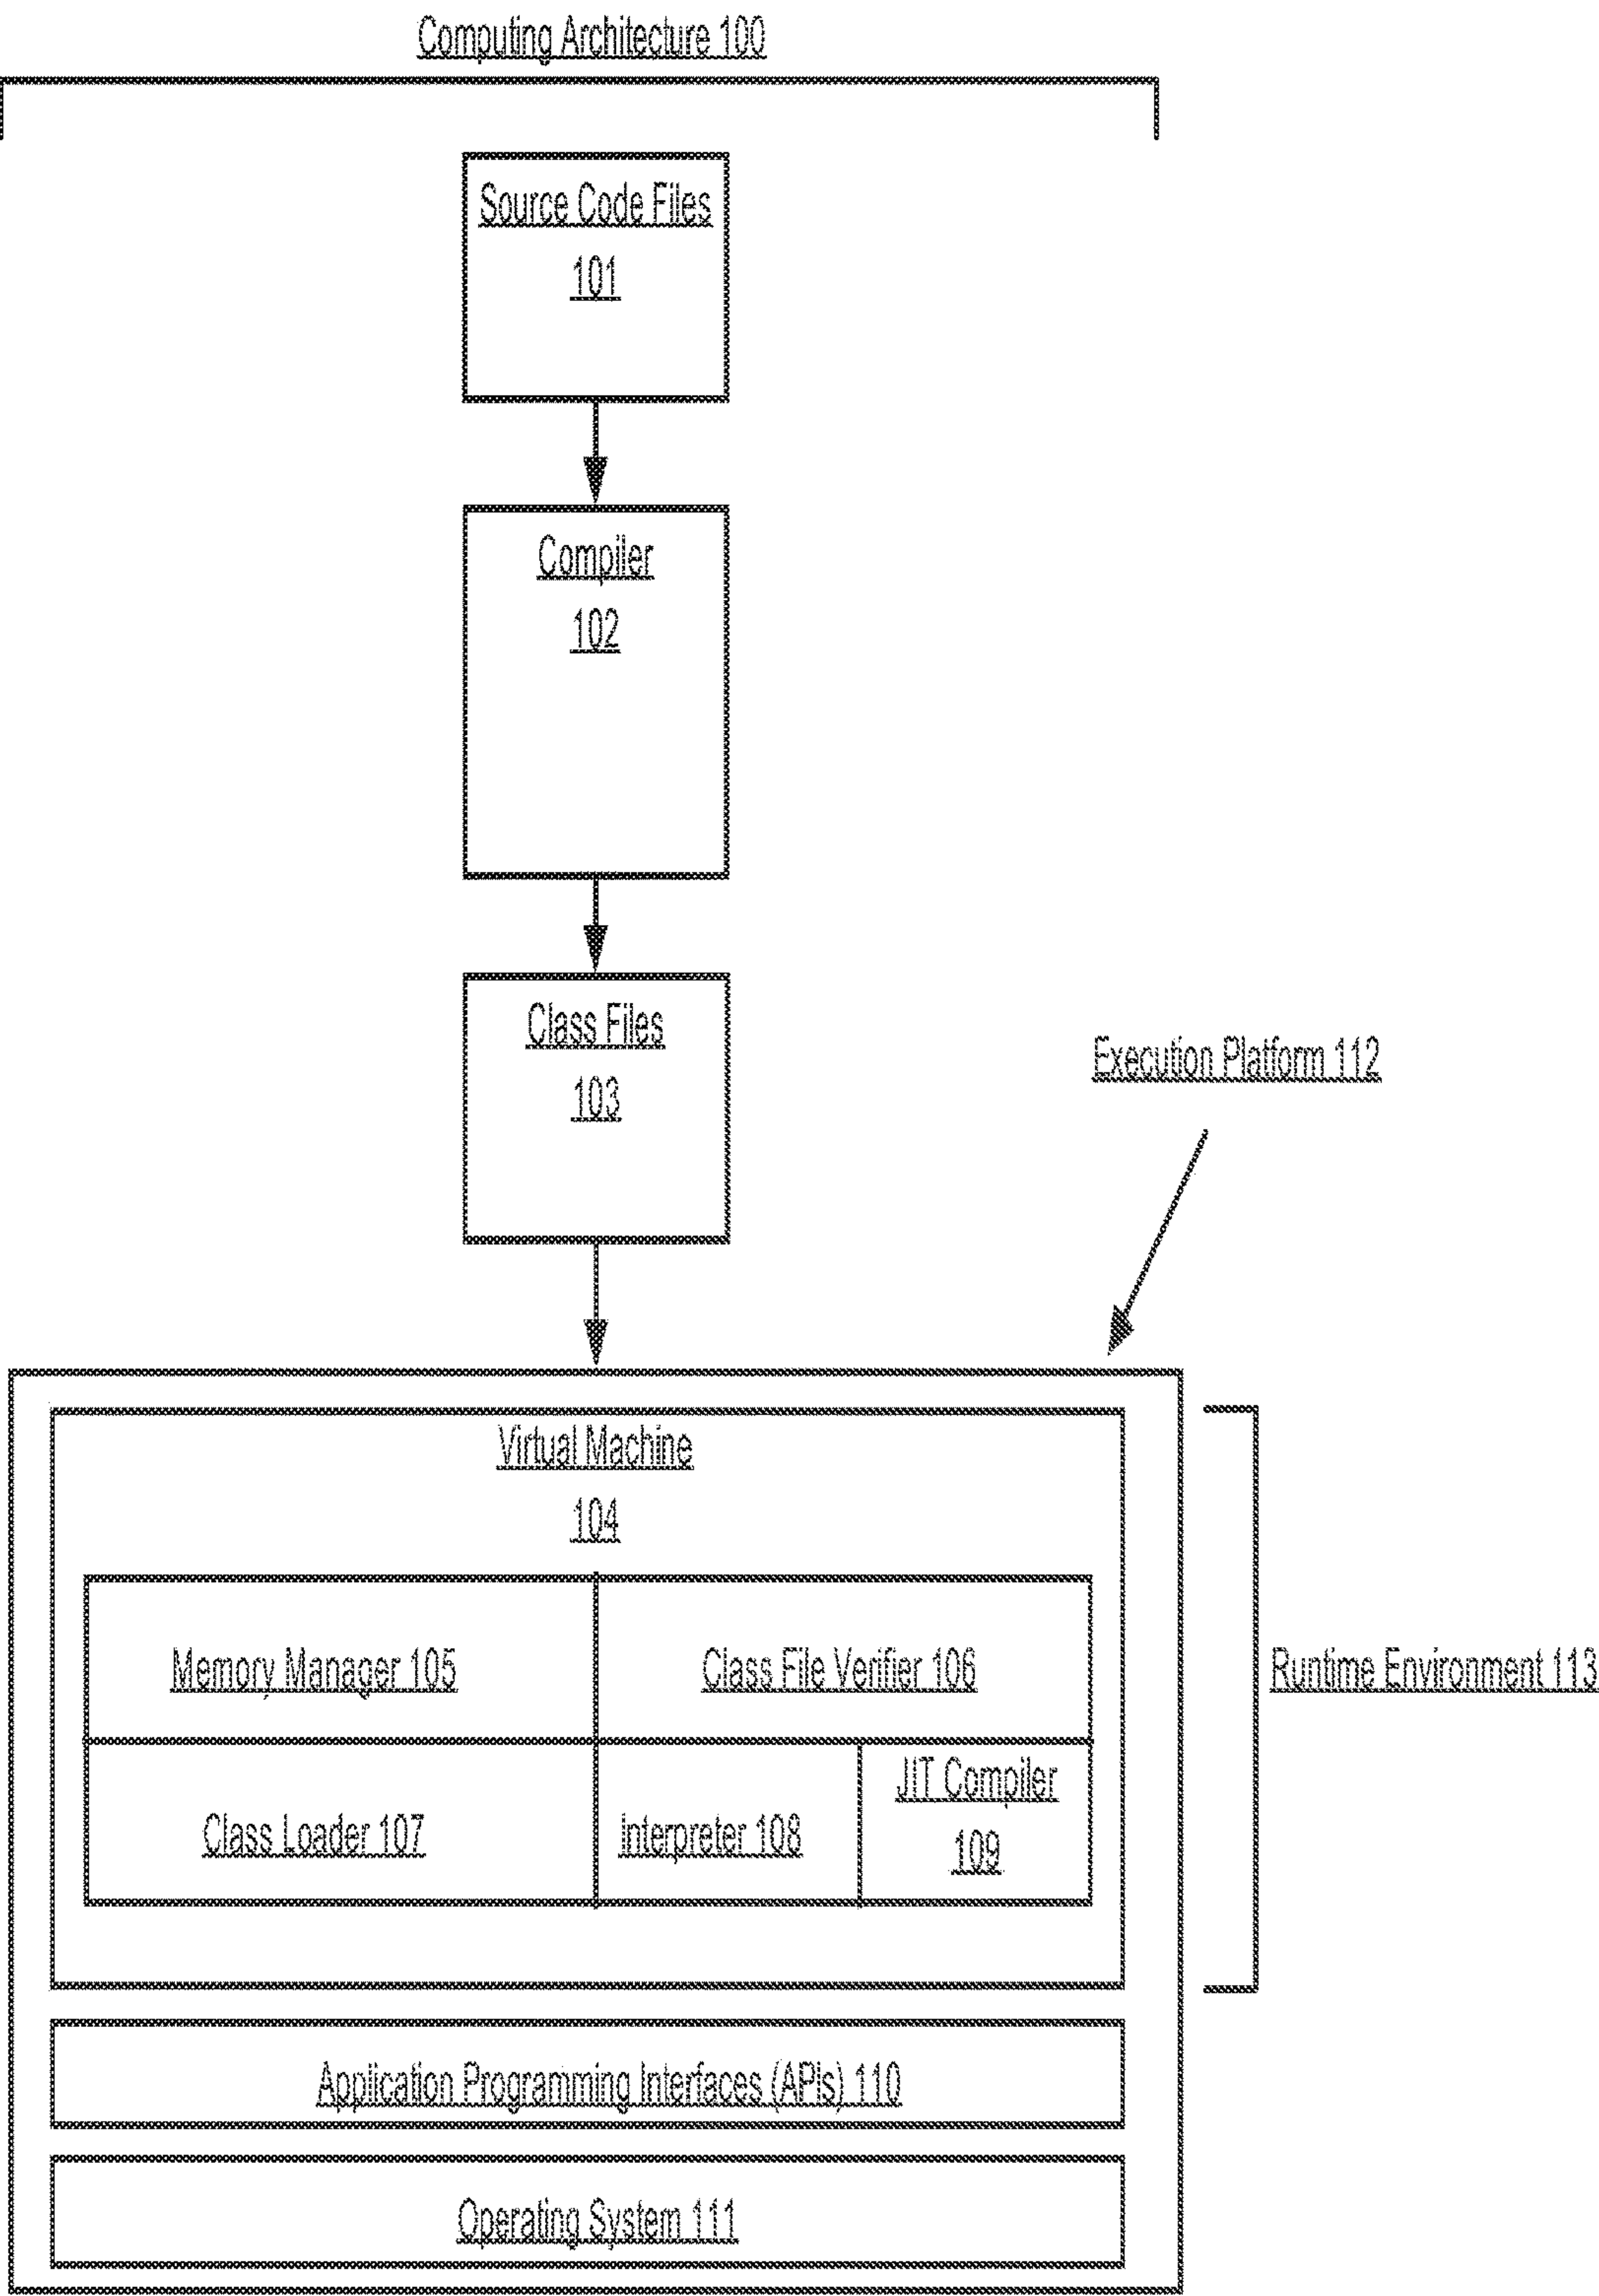 Computing Architecture 100
Source Code Files
101
Compiler
102
Class Files
103
Execution Platform 112
Virtual Machine
104
Memory Manager 105
Class File Verifier 106
Runtime Environment 113
Class Loader 107
Interpreter 108
JIT Compiler
109
Application Programming Interfaces (APIs) 110
Operating System 111